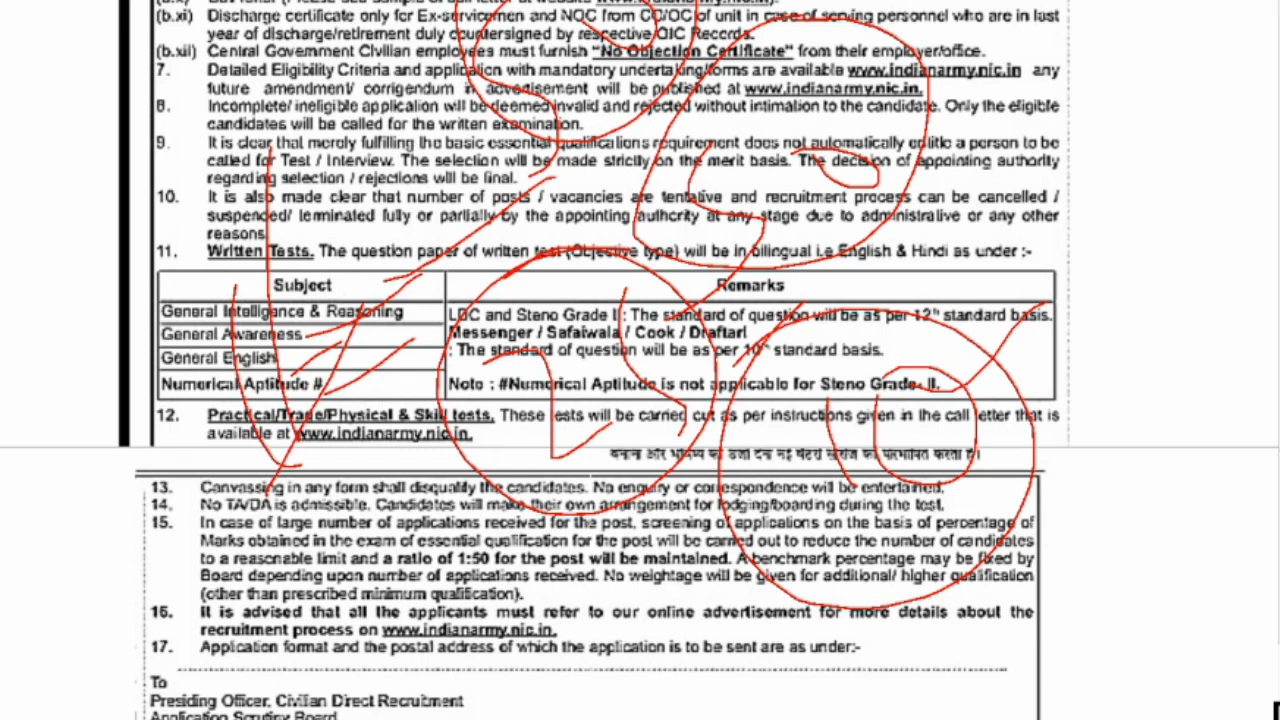 (b.xi) Discharge certificate only for Ex-servicemen and NOC from CO/OC of unit in case of serving personnel who are in last
year of discharge/retirement duly countersigned by respective OIC Records.
(b.xii) Central Government Civilian employees must furnish "No Objection Certificate" from their employer/office.
7. Detailed Eligibility Criteria and application with mandatory undertaking/forms are available www.indianarmy.nic.in any
future amendment/ corrigendum in advertisement will be published at www.indianarmy.nic.in.
8. Incomplete/ ineligible application will be deemed invalid and rejected without intimation to the candidate. Only the eligible
candidates will be called for the written examination.
9. It is clear that merely fulfilling the basic essential qualifications requirement does not automatically entitle a person to be
called for Test / Interview. The selection will be made strictly on the merit basis. The decision of appointing authority
regarding selection / rejections will be final.
10. It is also made clear that number of posts / vacancies are tentative and recruitment process can be cancelled /
suspended/ terminated fully or partially by the appointing authority at any stage due to administrative or any other
reasons.
11. Written Tests. The question paper of written test (Objective type) will be in bilingual i.e English & Hindi as under :-
Subject Remarks
General Intelligence & Reasoning
General Awareness
General English
Numerical Aptitude #
LDC and Steno Grade II : The standard of question will be as per 12th standard basis.
Messenger / Safaiwala / Cook / Draftari
: The standard of question will be as per 10th standard basis.
Note : #Numerical Aptitude is not applicable for Steno Grade- II.
12. Practical/Trade/Physical & Skill tests. These tests will be carried out as per instructions given in the call letter that is
available at www.indianarmy.nic.in.
25
10
13. Canvassing in any form shall disqualify the candidates. No enquiry or correspondence will be entertained.
14. No TA/DA is admissible. Candidates will make their own arrangement for lodging/boarding during the test.
15. In case of large number of applications received for the post, screening of applications on the basis of percentage of
Marks obtained in the exam of essential qualification for the post will be carried out to reduce the number of candidates
to a reasonable limit and a ratio of 1:50 for the post will be maintained. A benchmark percentage may be fixed by
Board depending upon number of applications received. No weightage will be given for additional/ higher qualification
(other than prescribed minimum qualification).
16. It is advised that all the applicants must refer to our online advertisement for more details about the
recruitment process on www.indianarmy.nic.in.
17. Application format and the postal address of which the application is to be sent are as under:-
To
Presiding Officer, Civilian Direct Recruitment
Application Scrutiny Board